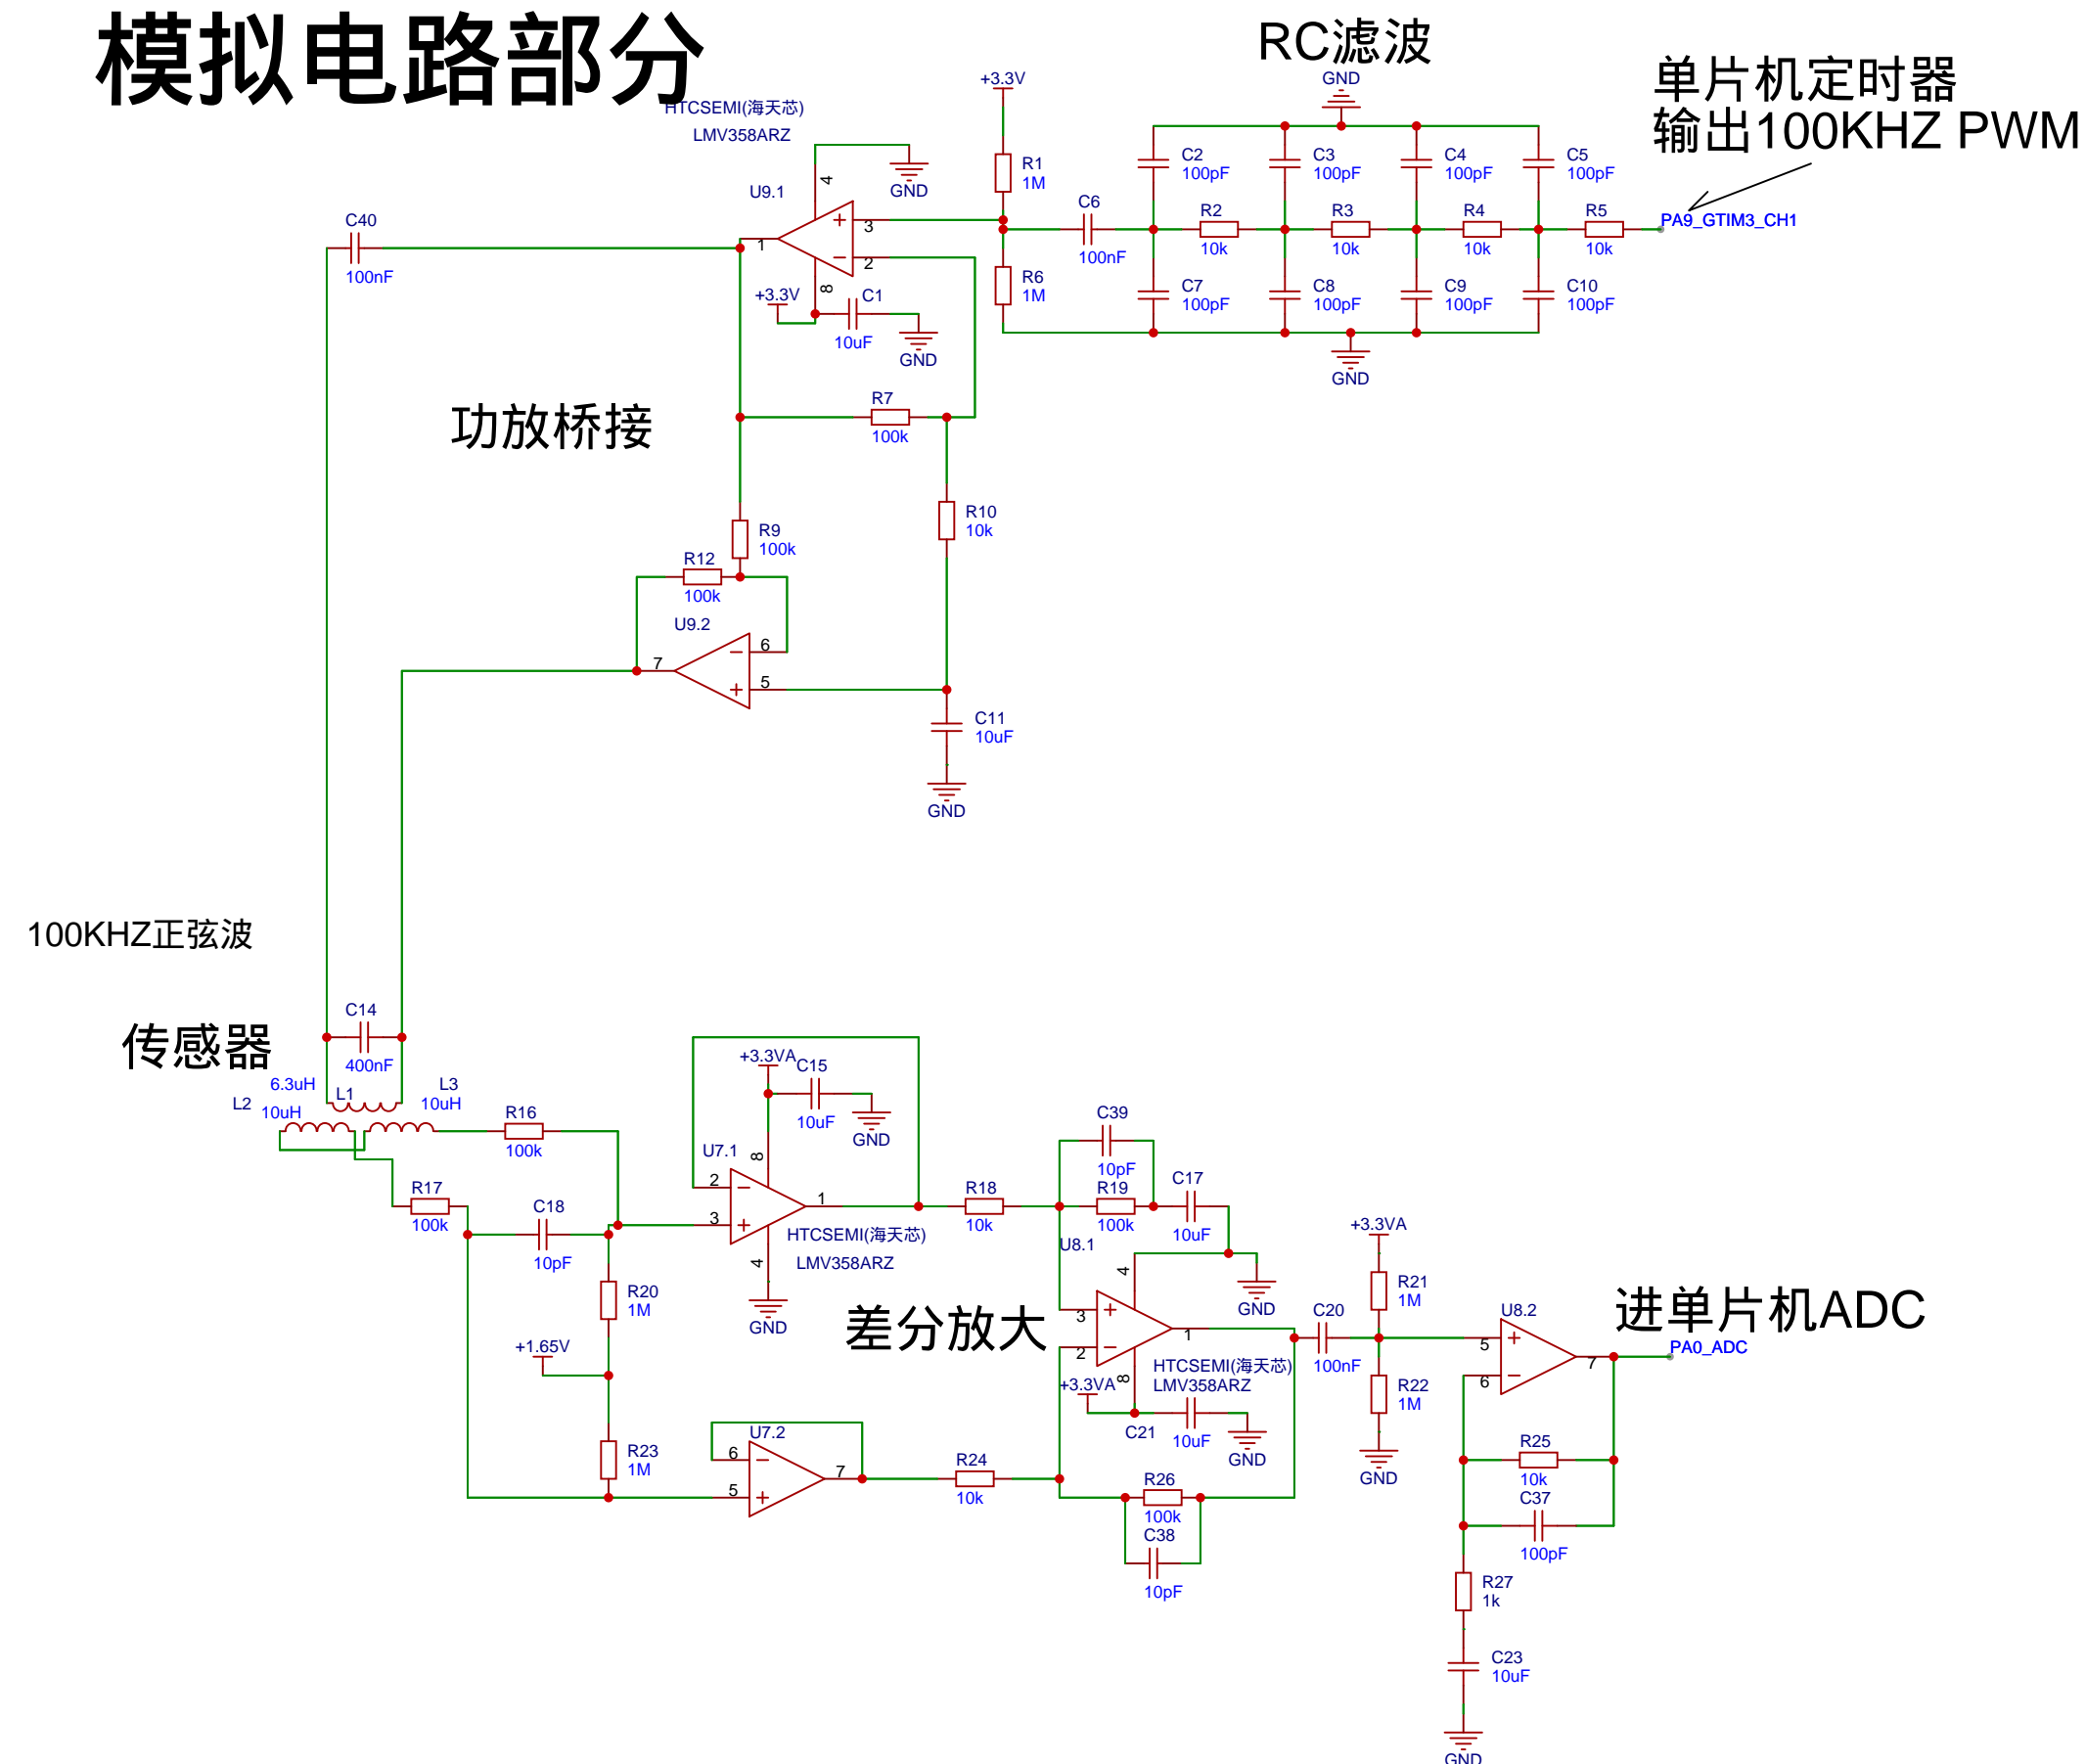 模拟电路部分
RC滤波
单片机定时器
输出100KHZ PWM
HTCSEMI(海天芯)
LMV358ARZ
U9.1
4
GND
3
2
1
8
+3.3V
C1
10uF
GND
+3.3V
R1
1M
R6
1M
C6
100nF
GND
C2
100pF
C3
100pF
C4
100pF
C5
100pF
R2
10k
R3
10k
R4
10k
R5
10k
PA9_GTIM3_CH1
C7
100pF
C8
100pF
C9
100pF
C10
100pF
GND
C40
100nF
功放桥接
R7
100k
R10
10k
R9
100k
R12
100k
U9.2
7
6
5
C11
10uF
GND
100KHZ正弦波
传感器
C14
400nF
6.3uH
L1
L3
10uH
L2
10uH
R16
100k
R17
100k
C18
10pF
R20
1M
+1.65V
R23
1M
+3.3VA
C15
10uF
GND
U7.1
8
2
3
1
4
HTCSEMI(海天芯)
LMV358ARZ
GND
差分放大
U7.2
6
5
7
R18
10k
R24
10k
C39
10pF
R19
100k
C17
10uF
U8.1
4
GND
3
2
1
8
HTCSEMI(海天芯)
LMV358ARZ
+3.3VA
C21
10uF
GND
R26
100k
C38
10pF
C20
100nF
+3.3VA
R21
1M
R22
1M
GND
U8.2
5
6
7
进单片机ADC
PA0_ADC
R25
10k
C37
100pF
R27
1k
C23
10uF
GND